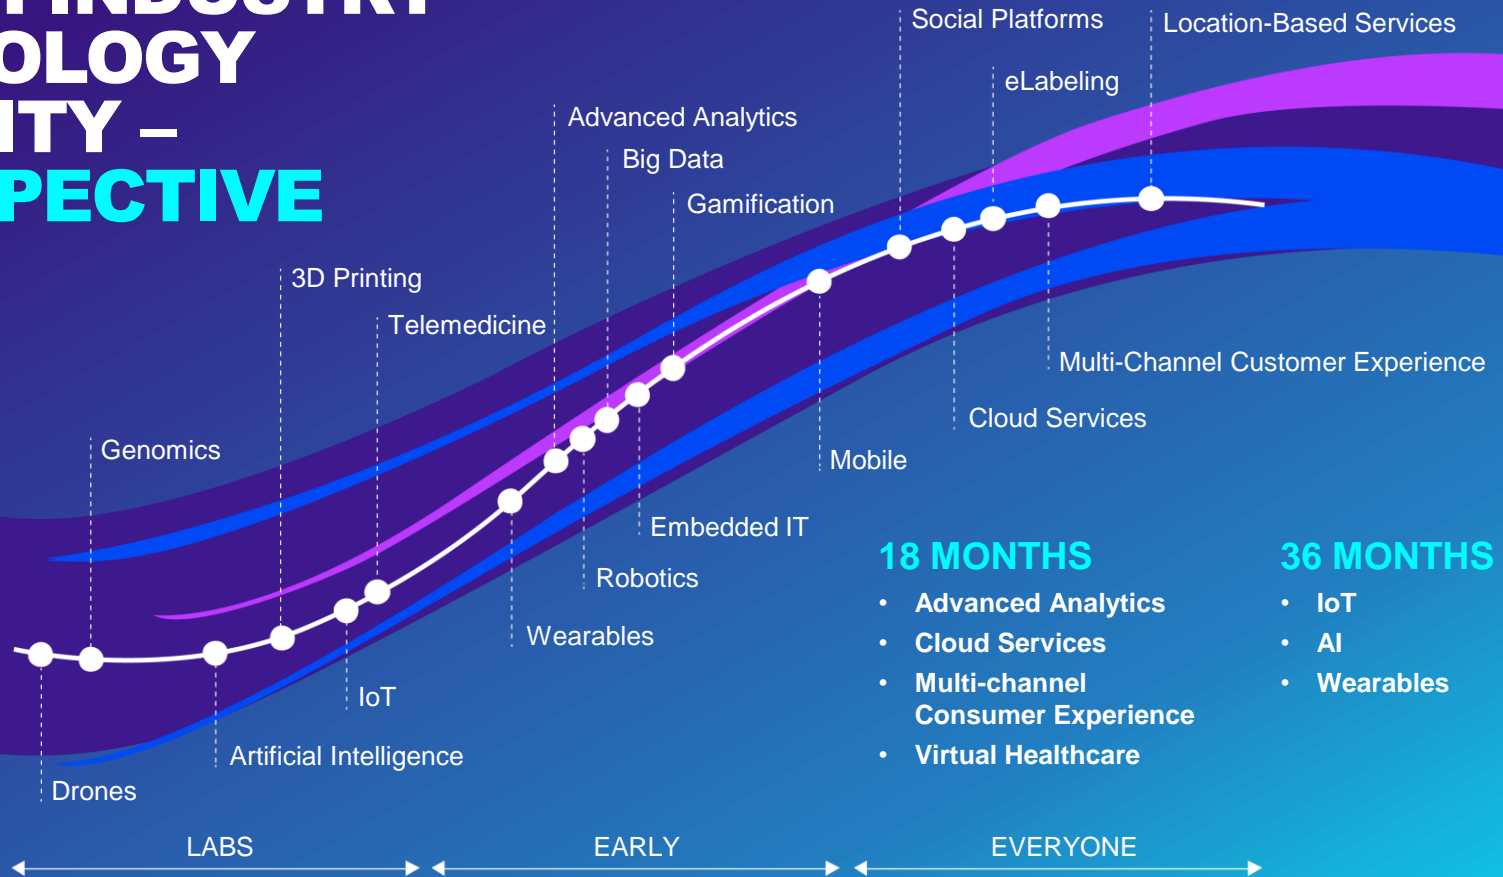 INDUSTRY
OLOGY
ITY –
PECTIVE
Social Platforms
Location-Based Services
eLabeling
Advanced Analytics
Big Data
Gamification
3D Printing
Telemedicine
Multi-Channel Customer Experience
Cloud Services
Genomics
Mobile
Embedded IT
Robotics
Wearables
IoT
Artificial Intelligence
Drones
18 MONTHS
• Advanced Analytics
• Cloud Services
• Multi-channel
Consumer Experience
• Virtual Healthcare
36 MONTHS
• IoT
• AI
• Wearables
LABS
EARLY
EVERYONE